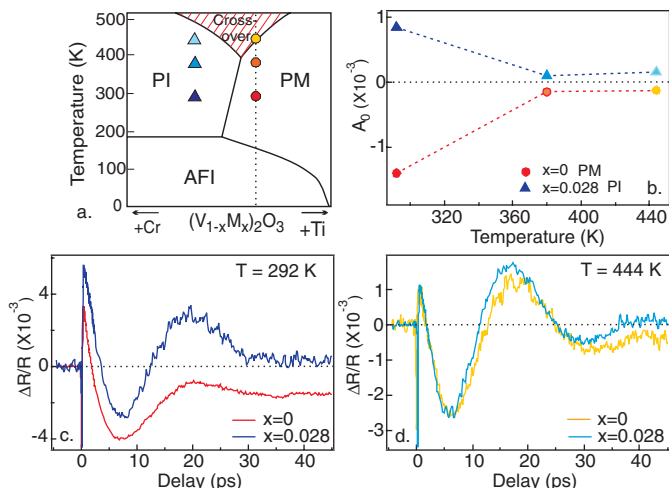 500
400
300
200
100
0
Temperature (K)
Cross-
over
PI
PM
AFI
a.
+Cr
(V1-xMx)2O3
+Ti
1
0
-1
A0 (X10-3)
x=0 PM
x=0.028 PI
b.
320
360
400
440
Temperature (K)
4
0
-4
ΔR/R (X10-3)
T = 292 K
x=0
x=0.028
c.
0
10
20
30
40
Delay (ps)
1
0
-1
-2
-3
ΔR/R (X10-3)
T = 444 K
x=0
x=0.028
d.
0
10
20
30
40
Delay (ps)